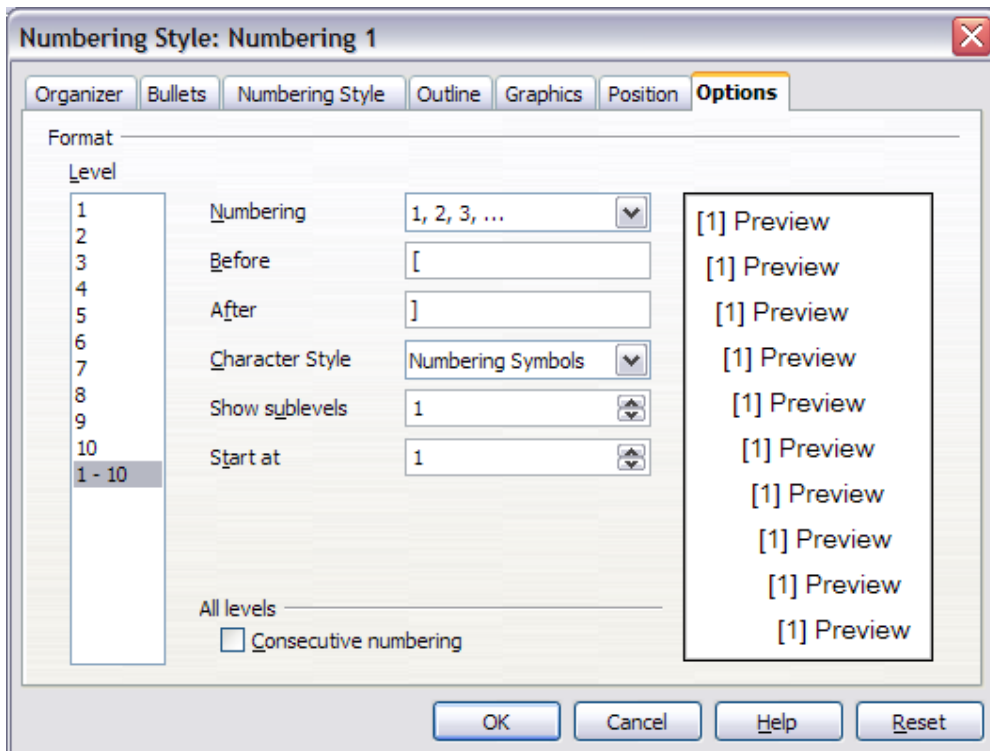 Numbering Style: Numbering 1
Organizer Bullets Numbering Style Outline Graphics Position Options
Format
Level
1
2
3
4
5
6
7
8
9
10
1 - 10
Numbering 1, 2, 3, ...
Before [
After ]
Character Style Numbering Symbols
Show sublevels 1
Start at 1
All levels
Consecutive numbering
[1] Preview
[1] Preview
[1] Preview
[1] Preview
[1] Preview
[1] Preview
[1] Preview
[1] Preview
[1] Preview
[1] Preview
OK Cancel Help Reset